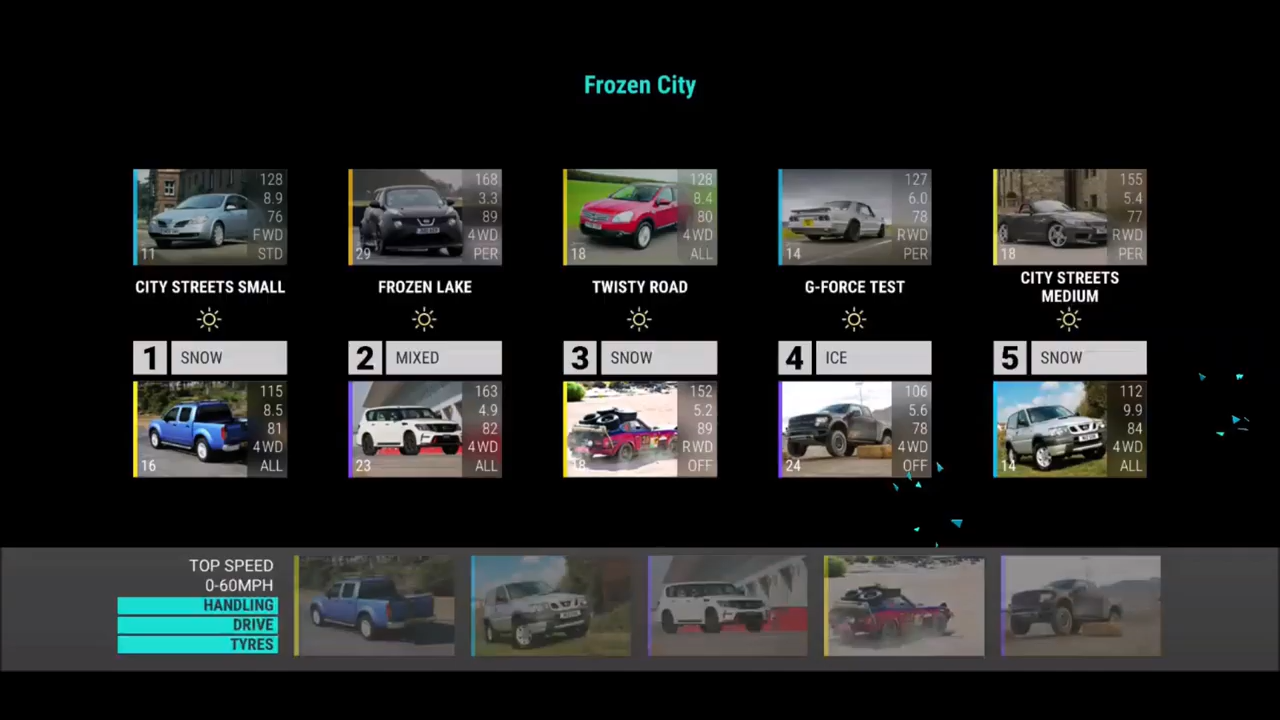 Frozen City
128
8.9
76
FWD
STD
11
168
3.3
89
4WD
PER
29
128
8.4
80
4WD
ALL
18
127
6.0
78
RWD
PER
14
155
5.4
77
RWD
PER
18
CITY STREETS SMALL
FROZEN LAKE
TWISTY ROAD
G-FORCE TEST
CITY STREETS
MEDIUM
1 SNOW
2 MIXED
3 SNOW
4 ICE
5 SNOW
115
8.5
81
4WD
ALL
16
163
4.9
82
4WD
ALL
23
152
5.2
89
RWD
OFF
18
106
5.6
78
4WD
OFF
24
112
9.9
84
4WD
ALL
14
TOP SPEED
0-60MPH
HANDLING
DRIVE
TYRES